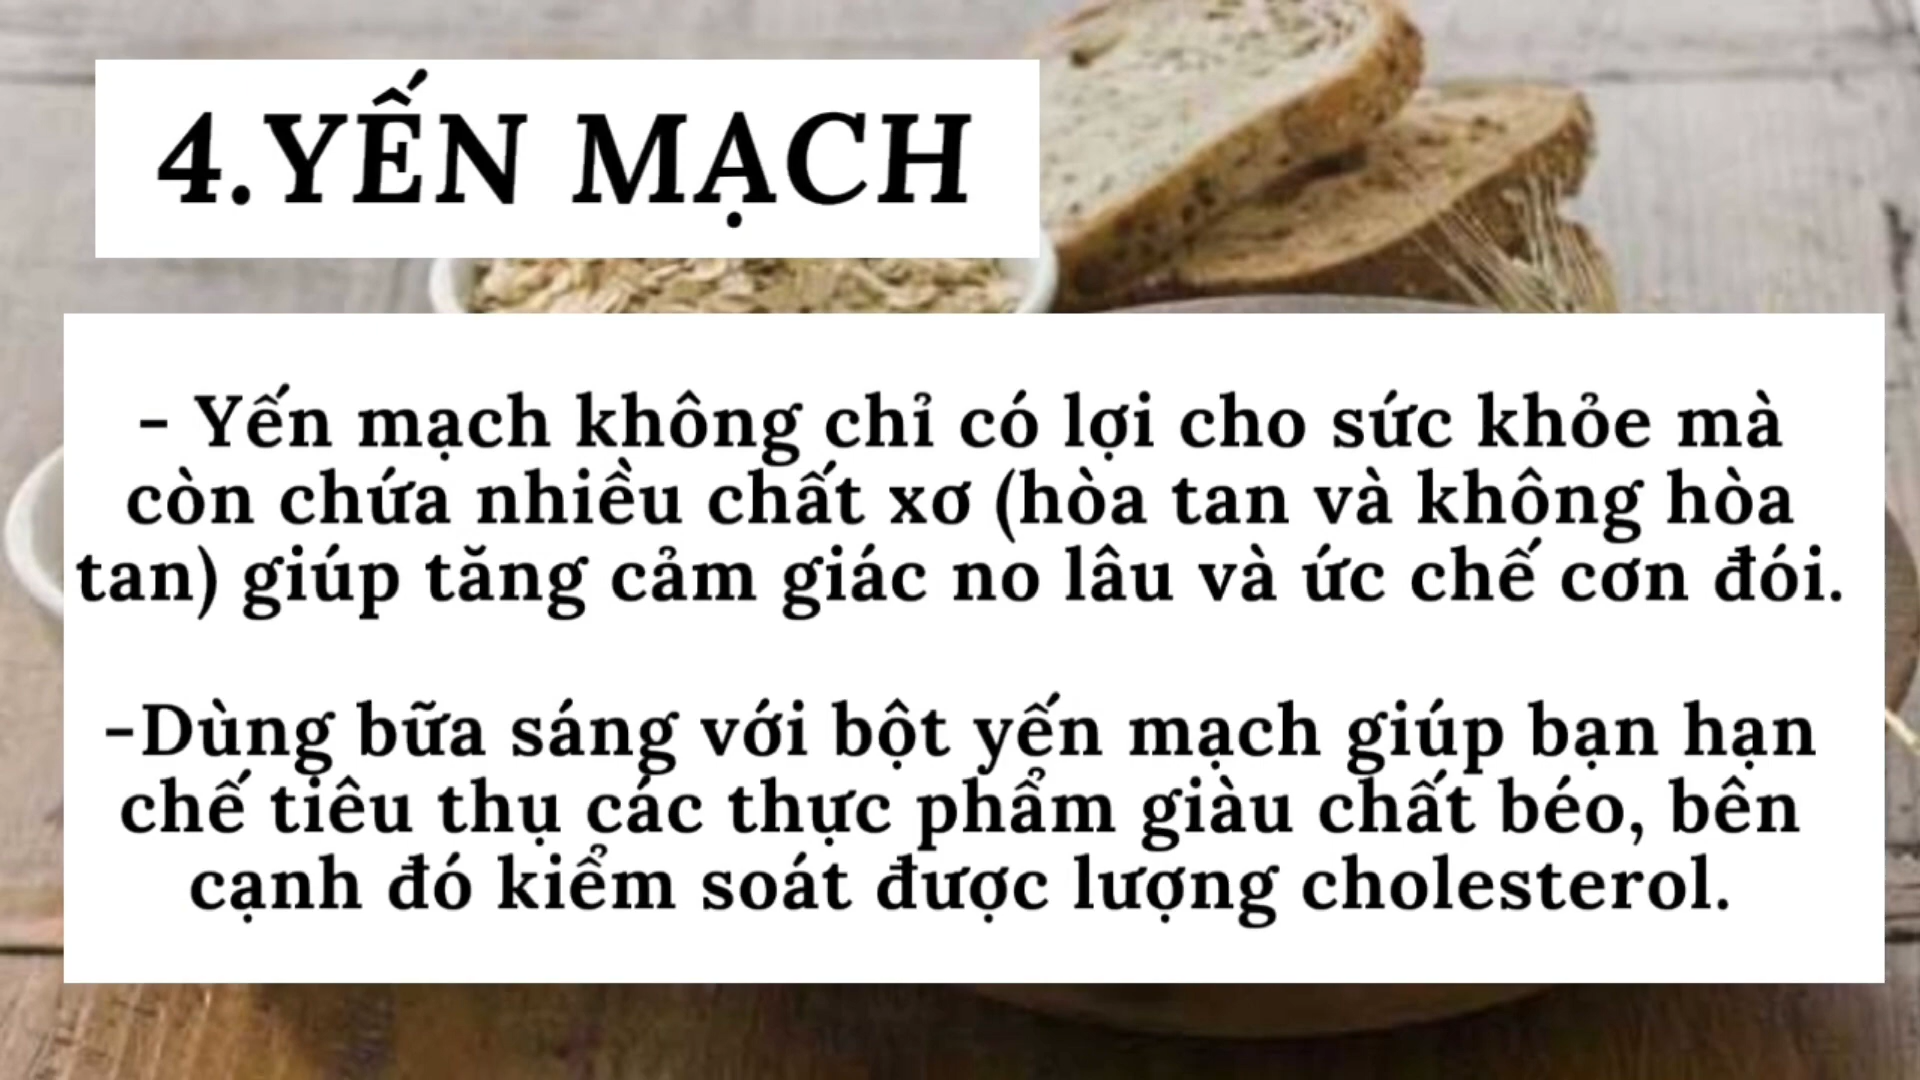 4.YẾN MẠCH
- Yến mạch không chỉ có lợi cho sức khỏe mà
còn chứa nhiều chất xơ (hòa tan và không hòa
tan) giúp tăng cảm giác no lâu và ức chế cơn đói.
-Dùng bữa sáng với bột yến mạch giúp bạn hạn
chế tiêu thụ các thực phẩm giàu chất béo, bên
cạnh đó kiểm soát được lượng cholesterol.